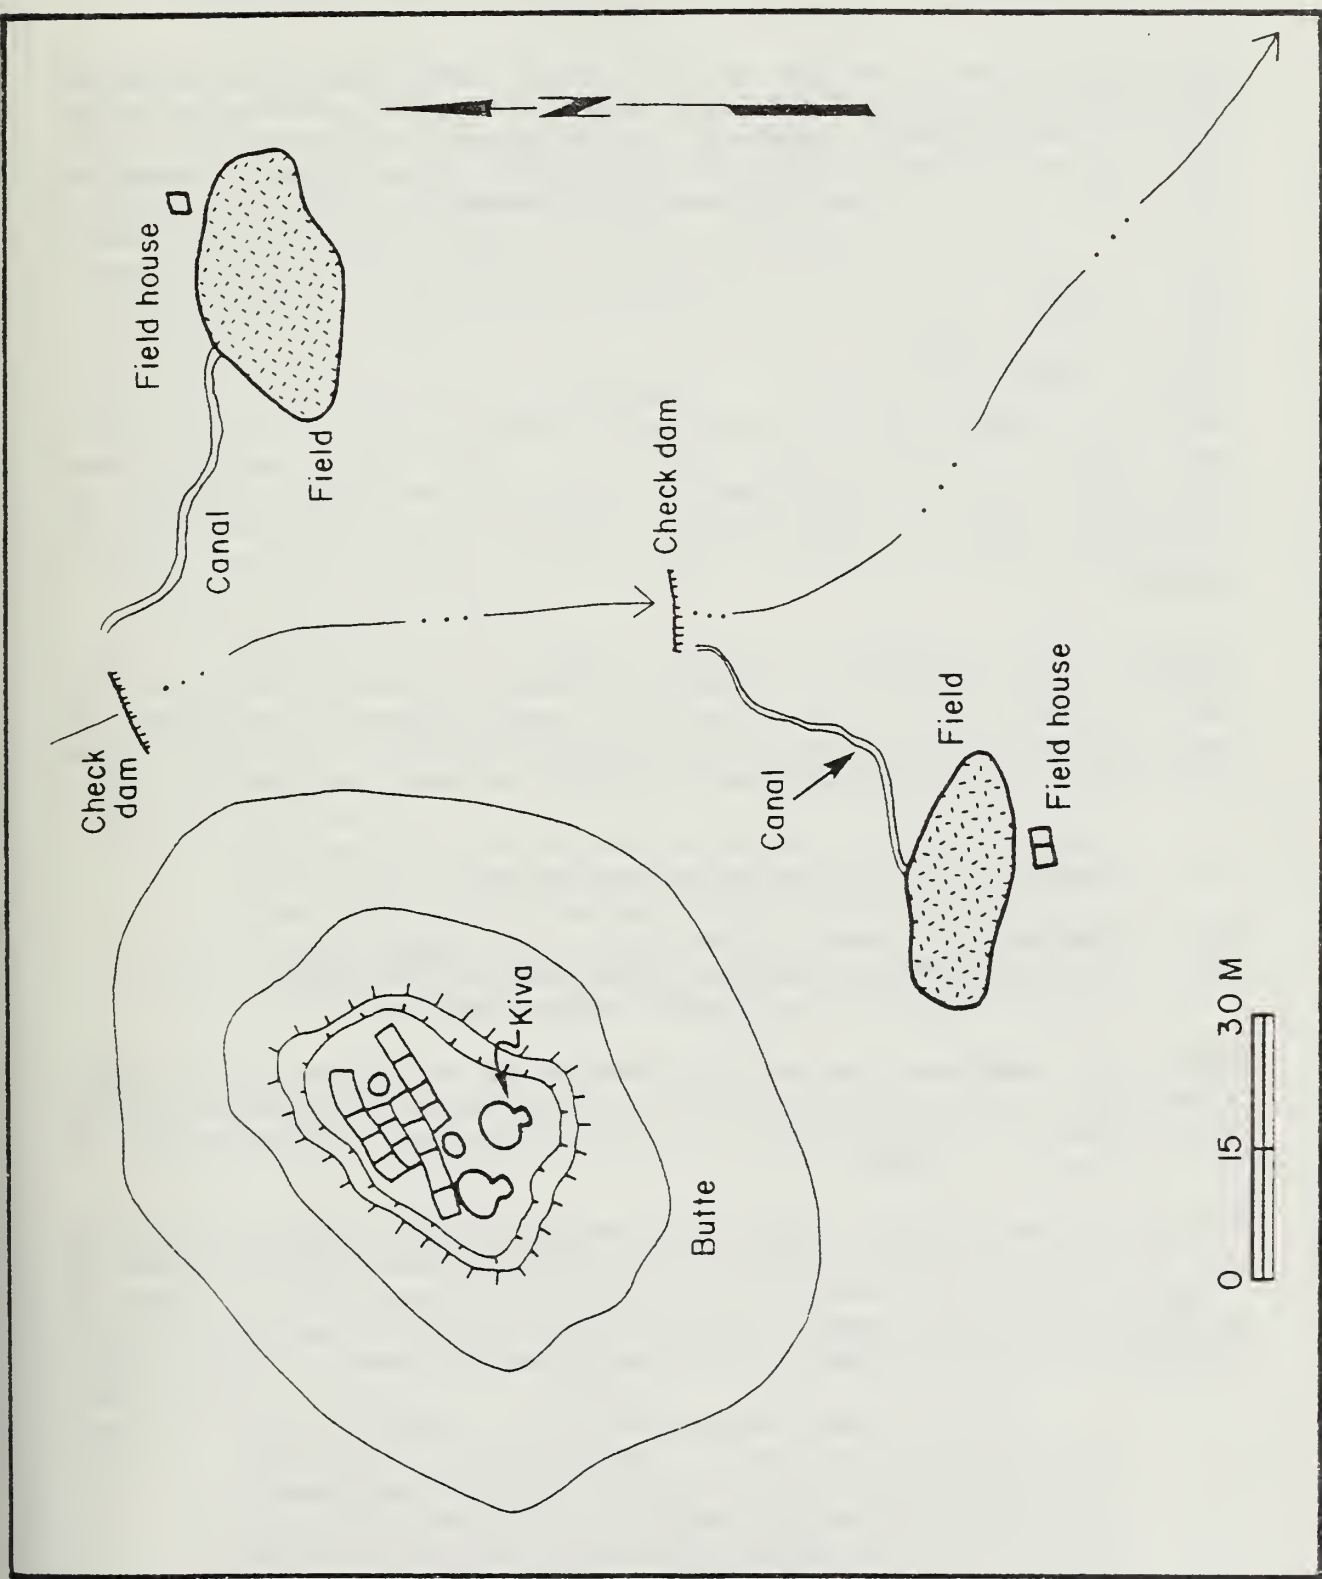 Check
dam
Field house
Canal
Field
Kiva
N
Check dam
Butte
Canal
Field
Field house
0 15 30 M